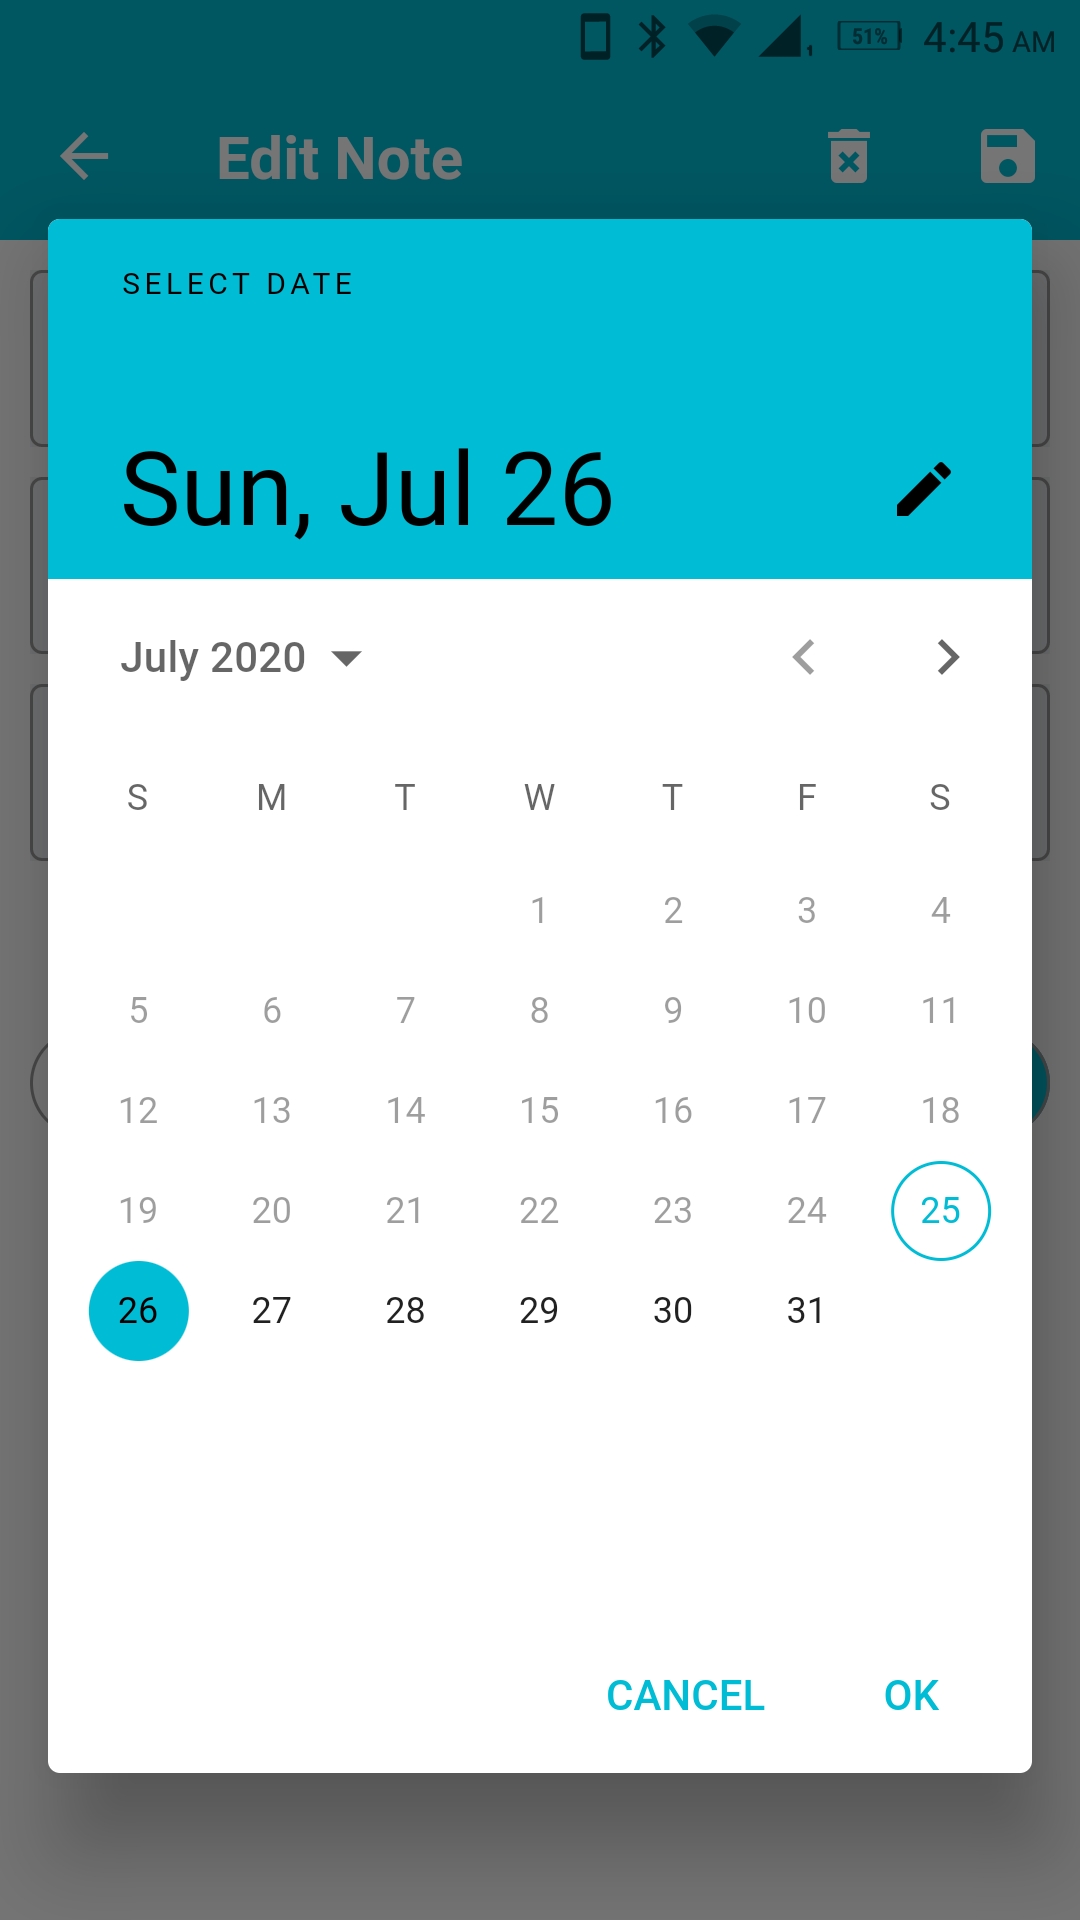 51% 4:45 AM
Edit Note
SELECT DATE
Sun, Jul 26
July 2020
S M T W T F S
1 2 3 4
5 6 7 8 9 10 11
12 13 14 15 16 17 18
19 20 21 22 23 24 25
26 27 28 29 30 31
CANCEL OK